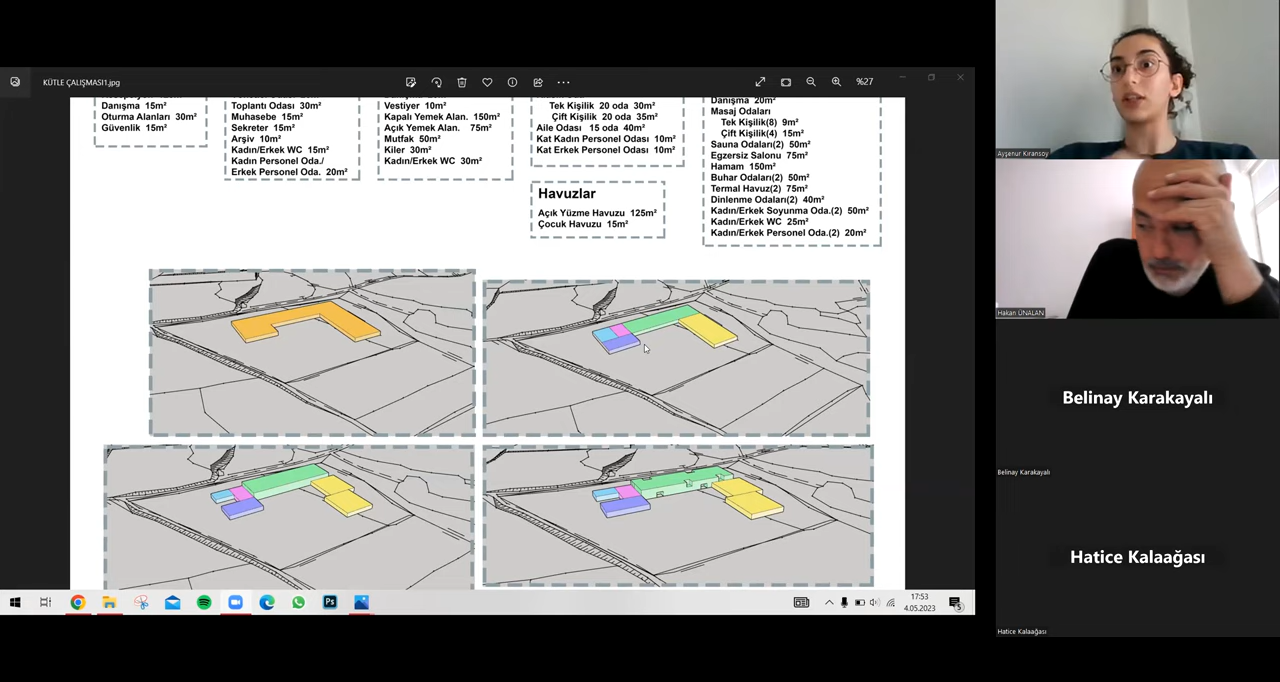 KÜTLE ÇALIŞMASI1.jpg
%27
Danışma 15m²
Oturma Alanları 30m²
Güvenlik 15m²
Toplantı Odası 30m²
Muhasebe 15m²
Sekreter 15m²
Arşiv 10m²
Kadın/Erkek WC 15m²
Kadın Personel Oda./
Erkek Personel Oda. 20m²
Vestiyer 10m²
Kapalı Yemek Alan. 150m²
Açık Yemek Alan. 75m²
Mutfak 50m²
Kiler 30m²
Kadın/Erkek WC 30m²
Tek Kişilik 20 oda 30m²
Çift Kişilik 20 oda 35m²
Aile Odası 15 oda 40m²
Kat Kadın Personel Odası 10m²
Kat Erkek Personel Odası 10m²
Havuzlar
Açık Yüzme Havuzu 125m²
Çocuk Havuzu 15m²
Danışma 20m²
Masaj Odaları
Tek Kişilik(8) 9m²
Çift Kişilik(4) 15m²
Sauna Odaları(2) 50m²
Egzersiz Salonu 75m²
Hamam 150m²
Buhar Odaları(2) 50m²
Termal Havuz(2) 75m²
Dinlenme Odaları(2) 40m²
Kadın/Erkek Soyunma Oda.(2) 50m²
Kadın/Erkek WC 25m²
Kadın/Erkek Personel Oda.(2) 20m²
Ayşenur Kıransoy
Hakan ÜNALAN
Belinay Karakayalı
Belinay Karakayalı
Hatice Kalaağası
Hatice Kalaağası
Ps
17:53
4.05.2023
5